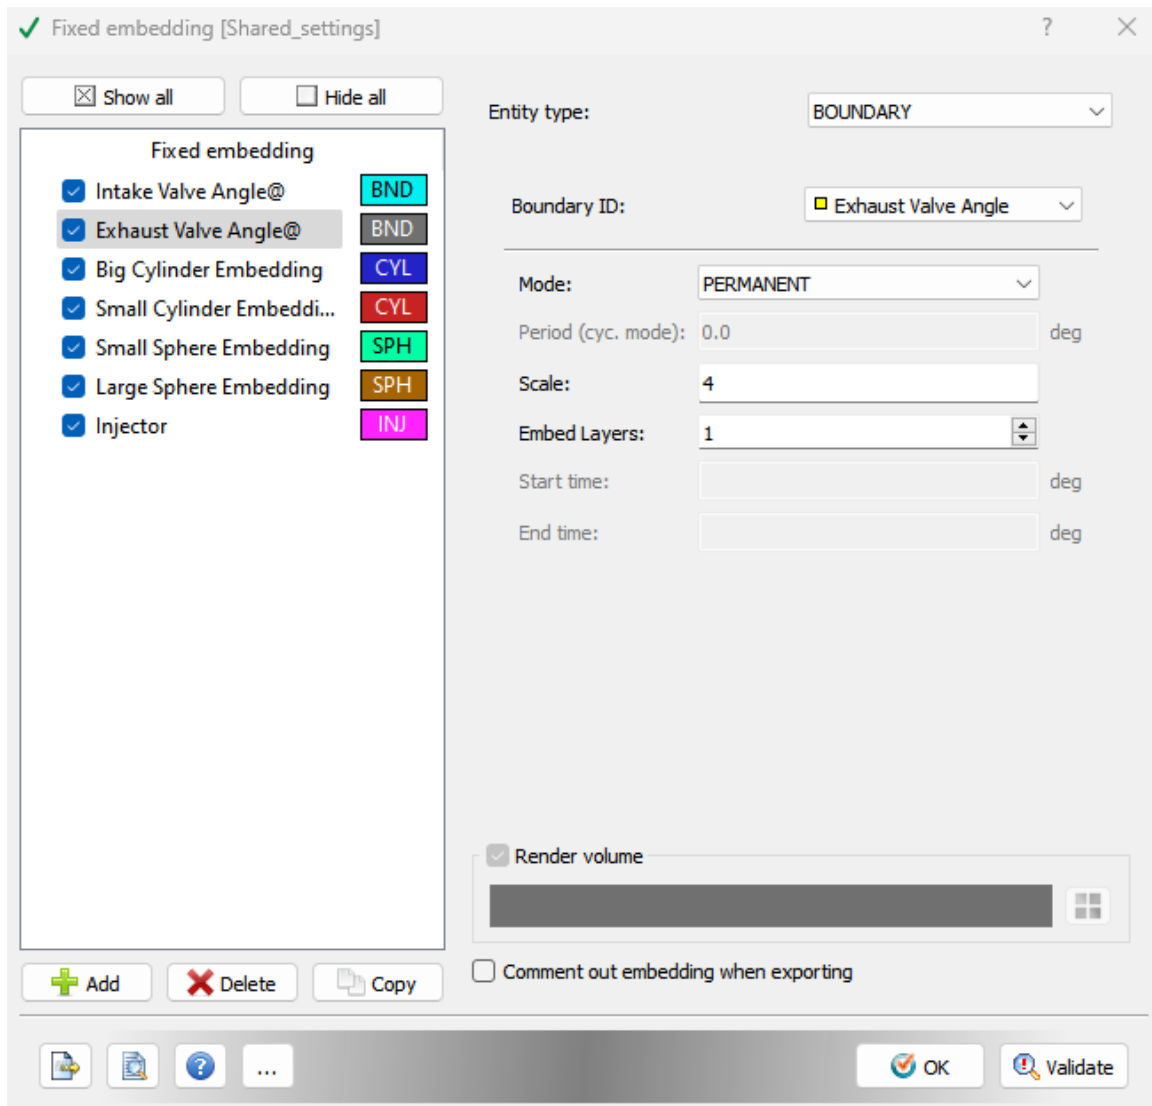 Fixed embedding [Shared_settings]
?
Show all
Hide all
Fixed embedding
Intake Valve Angle@ BND
Exhaust Valve Angle@ BND
Big Cylinder Embedding CYL
Small Cylinder Embeddi... CYL
Small Sphere Embedding SPH
Large Sphere Embedding SPH
Injector INJ
Add
Delete
Copy
Entity type: BOUNDARY
Boundary ID: Exhaust Valve Angle
Mode: PERMANENT
Period (cyc. mode): 0.0 deg
Scale: 4
Embed Layers: 1
Start time: deg
End time: deg
Render volume
Comment out embedding when exporting
?
...
OK
Validate